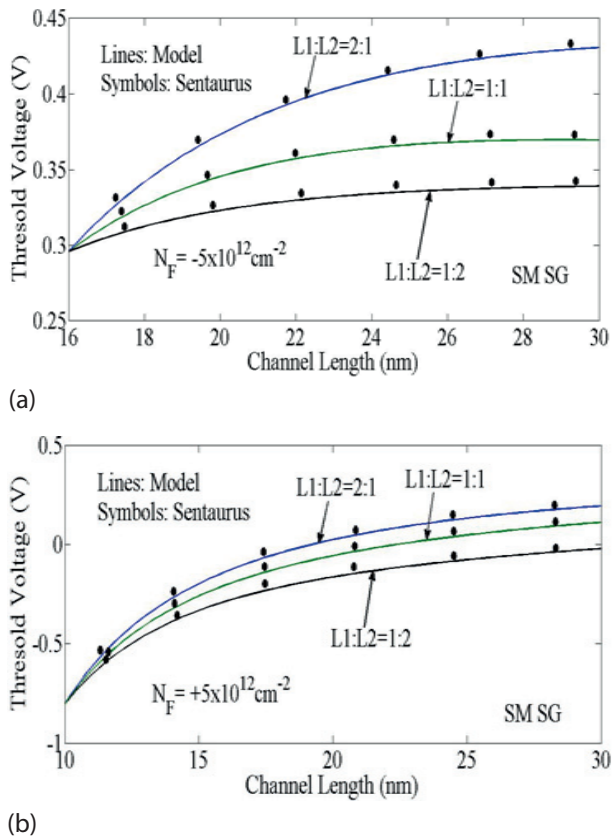 0.45
Lines: Model
Symbols: Sentaurus
L1:L2=2:1
0.4
L1:L2=1:1
0.35
0.3
N_F= -5x10^12cm^-2
L1:L2=1:2
SM SG
0.25
16 18 20 22 24 26 28 30
Thresold Voltage (V)
Channel Length (nm)
(a)
0.5
Lines: Model
Symbols: Sentaurus
L1:L2=2:1
L1:L2=1:1
0
-0.5
L1:L2=1:2
N_F= +5x10^12cm^-2
SM SG
-1
10 15 20 25 30
Thresold Voltage (V)
Channel Length (nm)
(b)